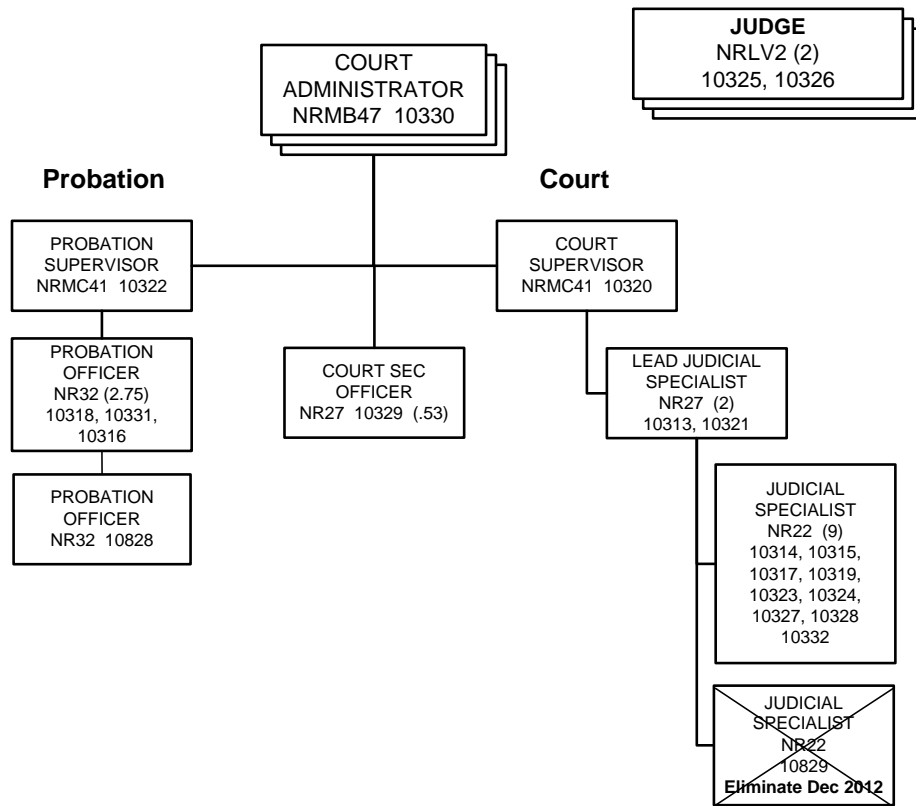 JUDGE
NRLV2 (2)
10325, 10326
COURT
ADMINISTRATOR
NRMB47 10330
Probation
Court
PROBATION
SUPERVISOR
NRMC41 10322
COURT
SUPERVISOR
NRMC41 10320
PROBATION
OFFICER
NR32 (2.75)
10318, 10331,
10316
COURT SEC
OFFICER
NR27 10329 (.53)
LEAD JUDICIAL
SPECIALIST
NR27 (2)
10313, 10321
PROBATION
OFFICER
NR32 10828
JUDICIAL
SPECIALIST
NR22 (9)
10314, 10315,
10317, 10319,
10323, 10324,
10327, 10328
10332
JUDICIAL
SPECIALIST
NR22
10829
Eliminate Dec 2012